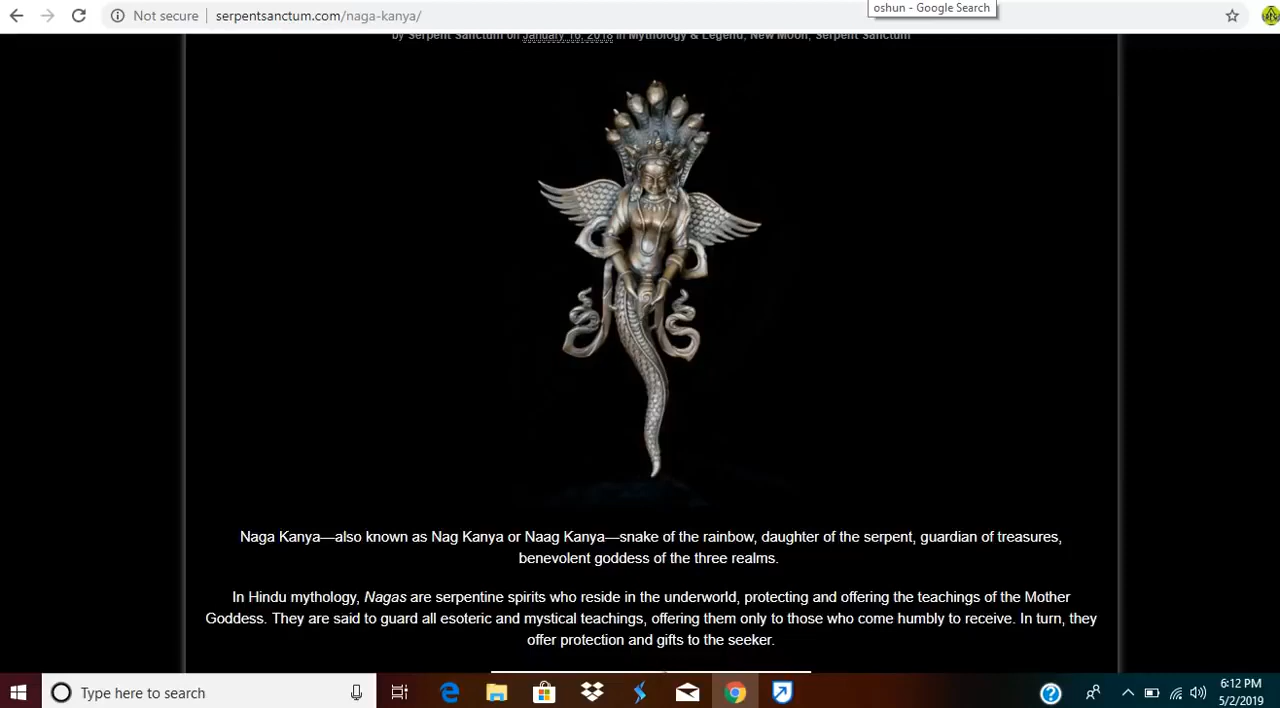 oshun - Google Search
Not secure | serpentsanctum.com/naga-kanya/
by Serpent Sanctum on January 16, 2018 in Mythology & Legend, New Moon, Serpent Sanctum
Naga Kanya—also known as Nag Kanya or Naag Kanya—snake of the rainbow, daughter of the serpent, guardian of treasures,
benevolent goddess of the three realms.
In Hindu mythology, Nagas are serpentine spirits who reside in the underworld, protecting and offering the teachings of the Mother
Goddess. They are said to guard all esoteric and mystical teachings, offering them only to those who come humbly to receive. In turn, they
offer protection and gifts to the seeker.
Type here to search
6:12 PM
5/2/2019